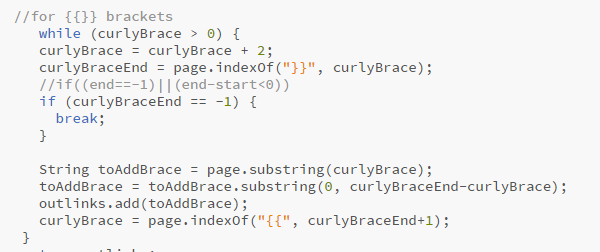 //for {{}} brackets
while (curlyBrace > 0) {
curlyBrace = curlyBrace + 2;
curlyBraceEnd = page.indexOf("}}", curlyBrace);
//if((end==-1)||(end-start<0))
if (curlyBraceEnd == -1) {
break;
}
String toAddBrace = page.substring(curlyBrace);
toAddBrace = toAddBrace.substring(0, curlyBraceEnd-curlyBrace);
outlinks.add(toAddBrace);
curlyBrace = page.indexOf("{{", curlyBraceEnd+1);
}